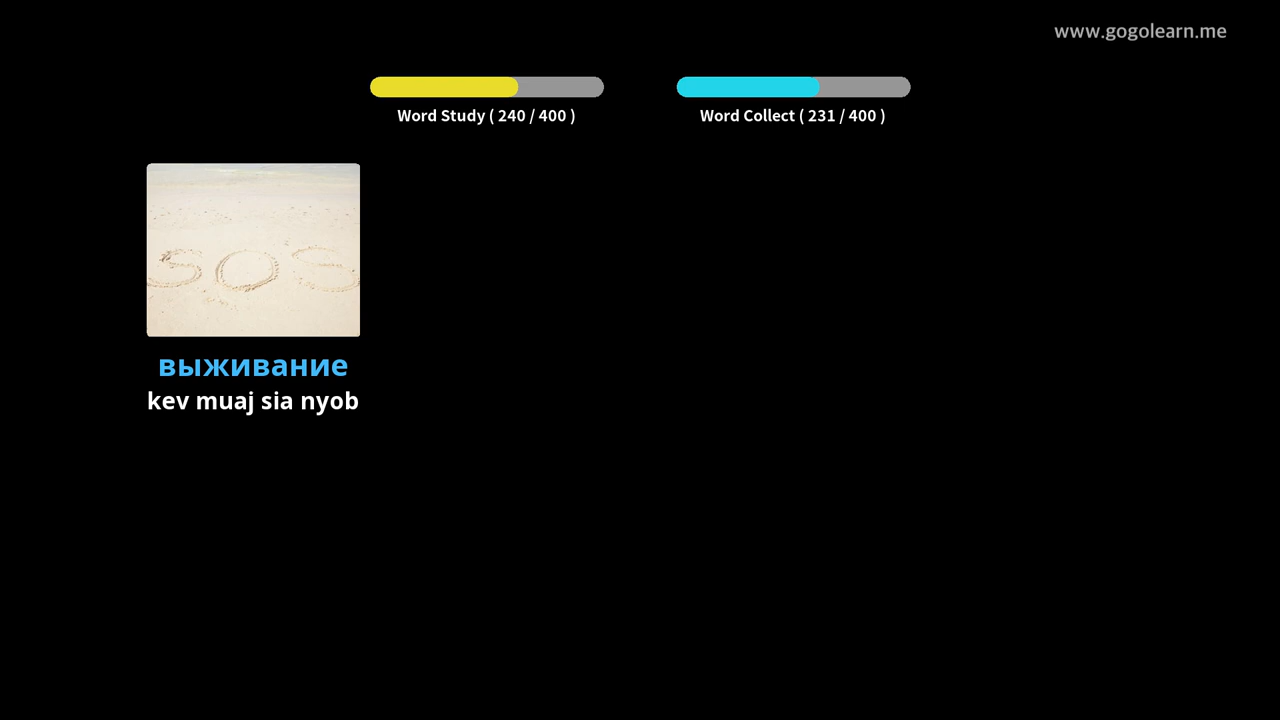 www.gogolearn.me
Word Study ( 240 / 400 )
Word Collect ( 231 / 400 )
SOS
выживание
kev muaj sia nyob